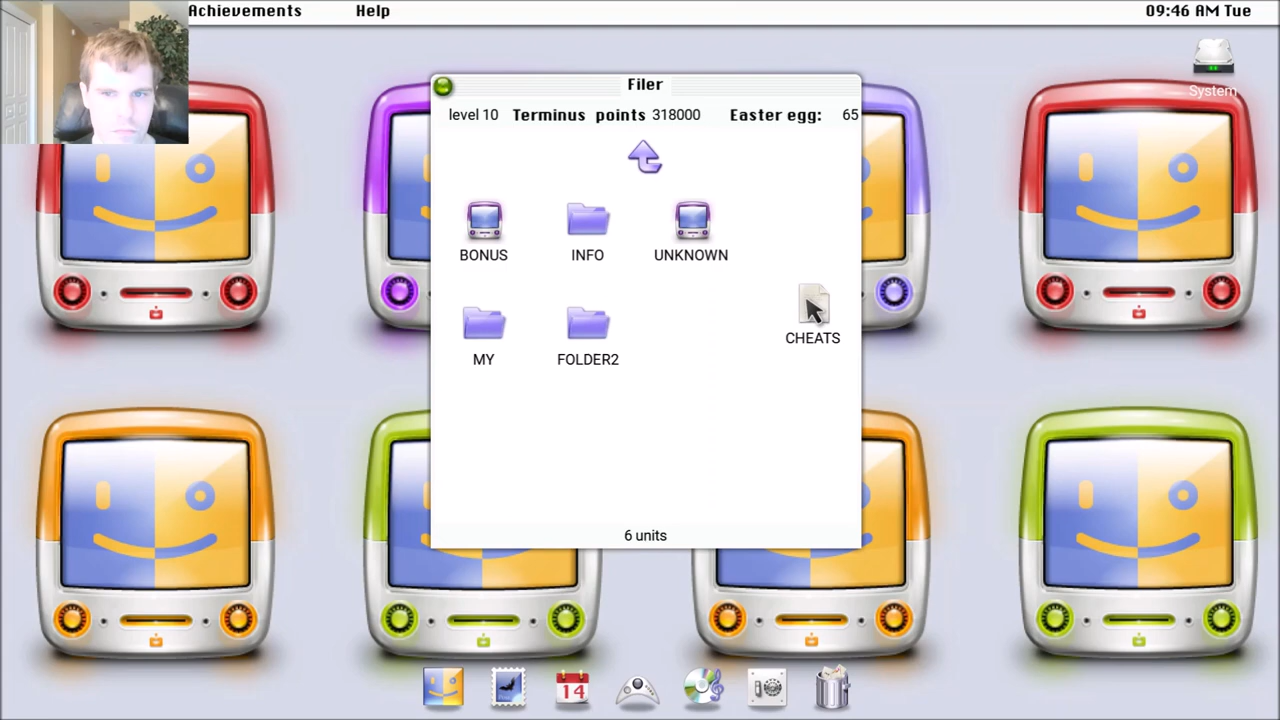 Achievements Help 09:46 AM Tue
System
Filer
level 10 Terminus points 318000 Easter egg: 65
BONUS INFO UNKNOWN
CHEATS
MY FOLDER2
6 units
14